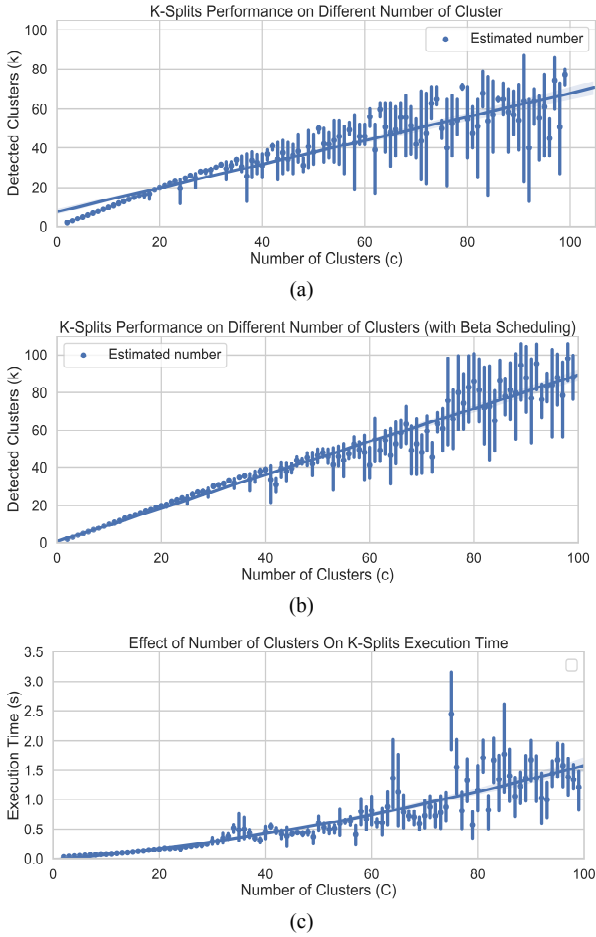 K-Splits Performance on Different Number of Cluster
Estimated number
Detected Clusters (k)
100
80
60
40
20
0
0 20 40 60 80 100
Number of Clusters (c)
(a)
K-Splits Performance on Different Number of Clusters (with Beta Scheduling)
Estimated number
Detected Clusters (k)
100
80
60
40
20
0
0 20 40 60 80 100
Number of Clusters (c)
(b)
Effect of Number of Clusters On K-Splits Execution Time
Execution Time (s)
3.5
3.0
2.5
2.0
1.5
1.0
0.5
0.0
0 20 40 60 80 100
Number of Clusters (C)
(c)